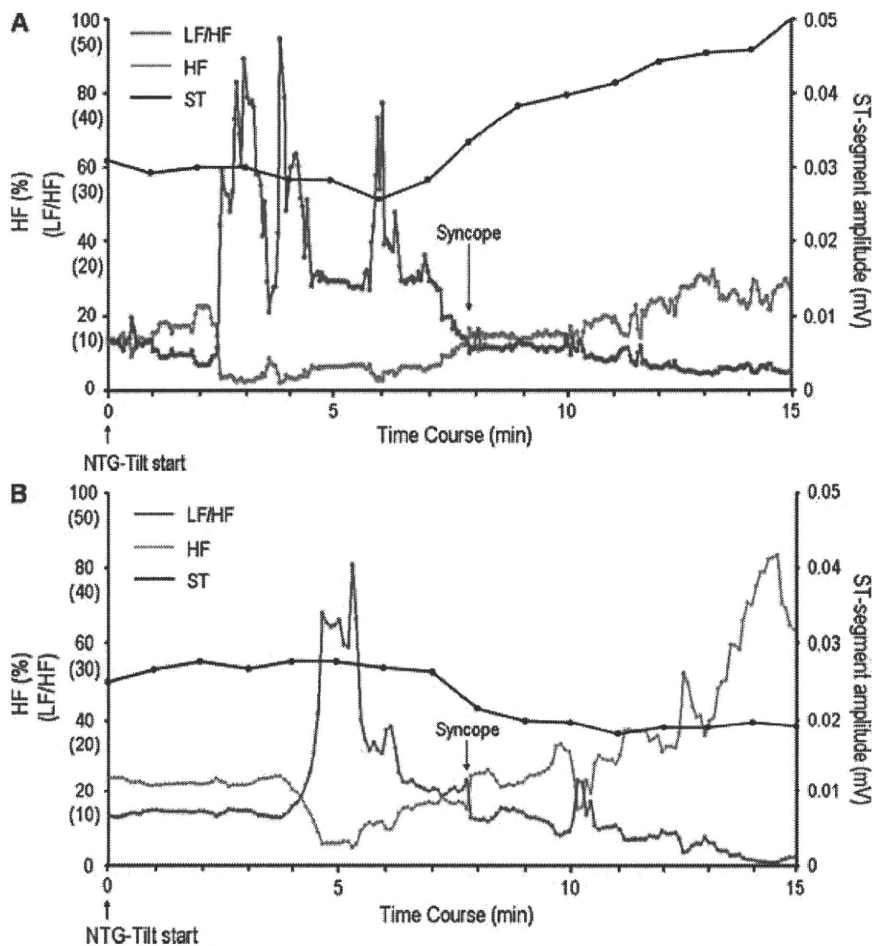 A
100
(50)
80
(40)
60
(30)
40
(20)
20
(10)
0
HF (%)
(LF/HF)
LF/HF
HF
ST
Syncope
0.05
0.04
0.03
0.02
0.01
0
ST-segment amplitude (mV)
0
5
10
15
Time Course (min)
NTG-Tilt start
B
100
(50)
80
(40)
60
(30)
40
(20)
20
(10)
0
HF (%)
(LF/HF)
LF/HF
HF
ST
Syncope
0.05
0.04
0.03
0.02
0.01
0
ST-segment amplitude (mV)
0
5
10
15
Time Course (min)
NTG-Tilt start